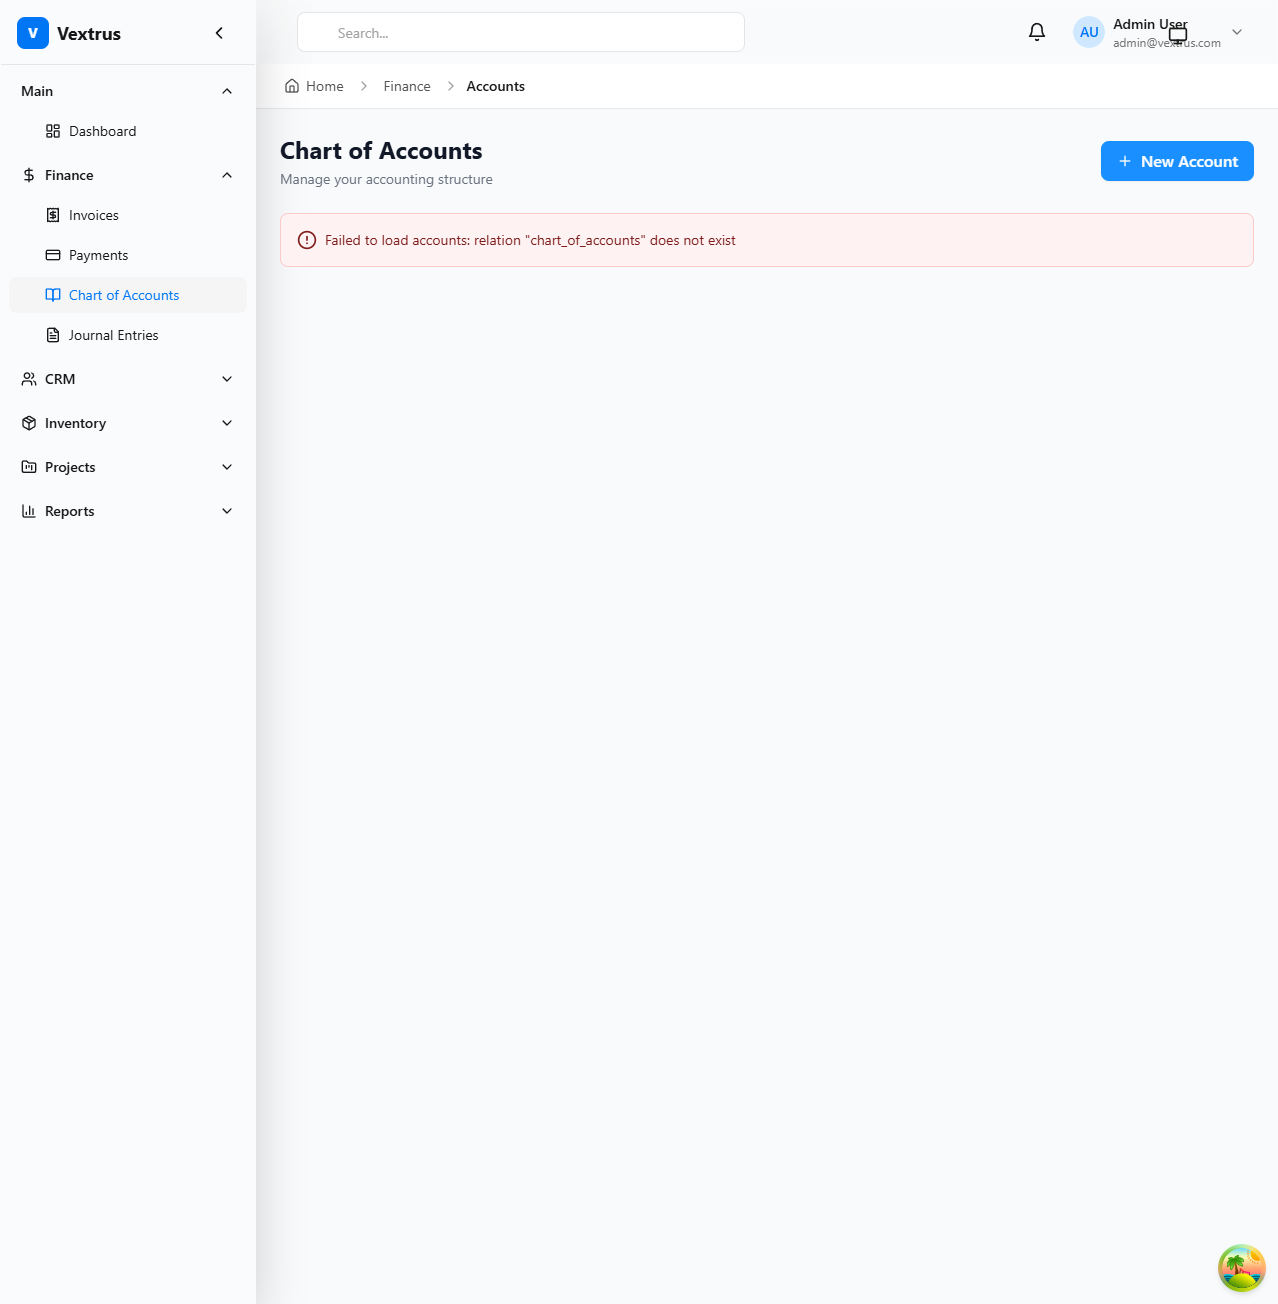 V Vextrus
Search...
Admin User
admin@vextrus.com
AU
Main
Dashboard
Finance
Invoices
Payments
Chart of Accounts
Journal Entries
CRM
Inventory
Projects
Reports
Home
Finance
Accounts
Chart of Accounts
Manage your accounting structure
New Account
Failed to load accounts: relation "chart_of_accounts" does not exist